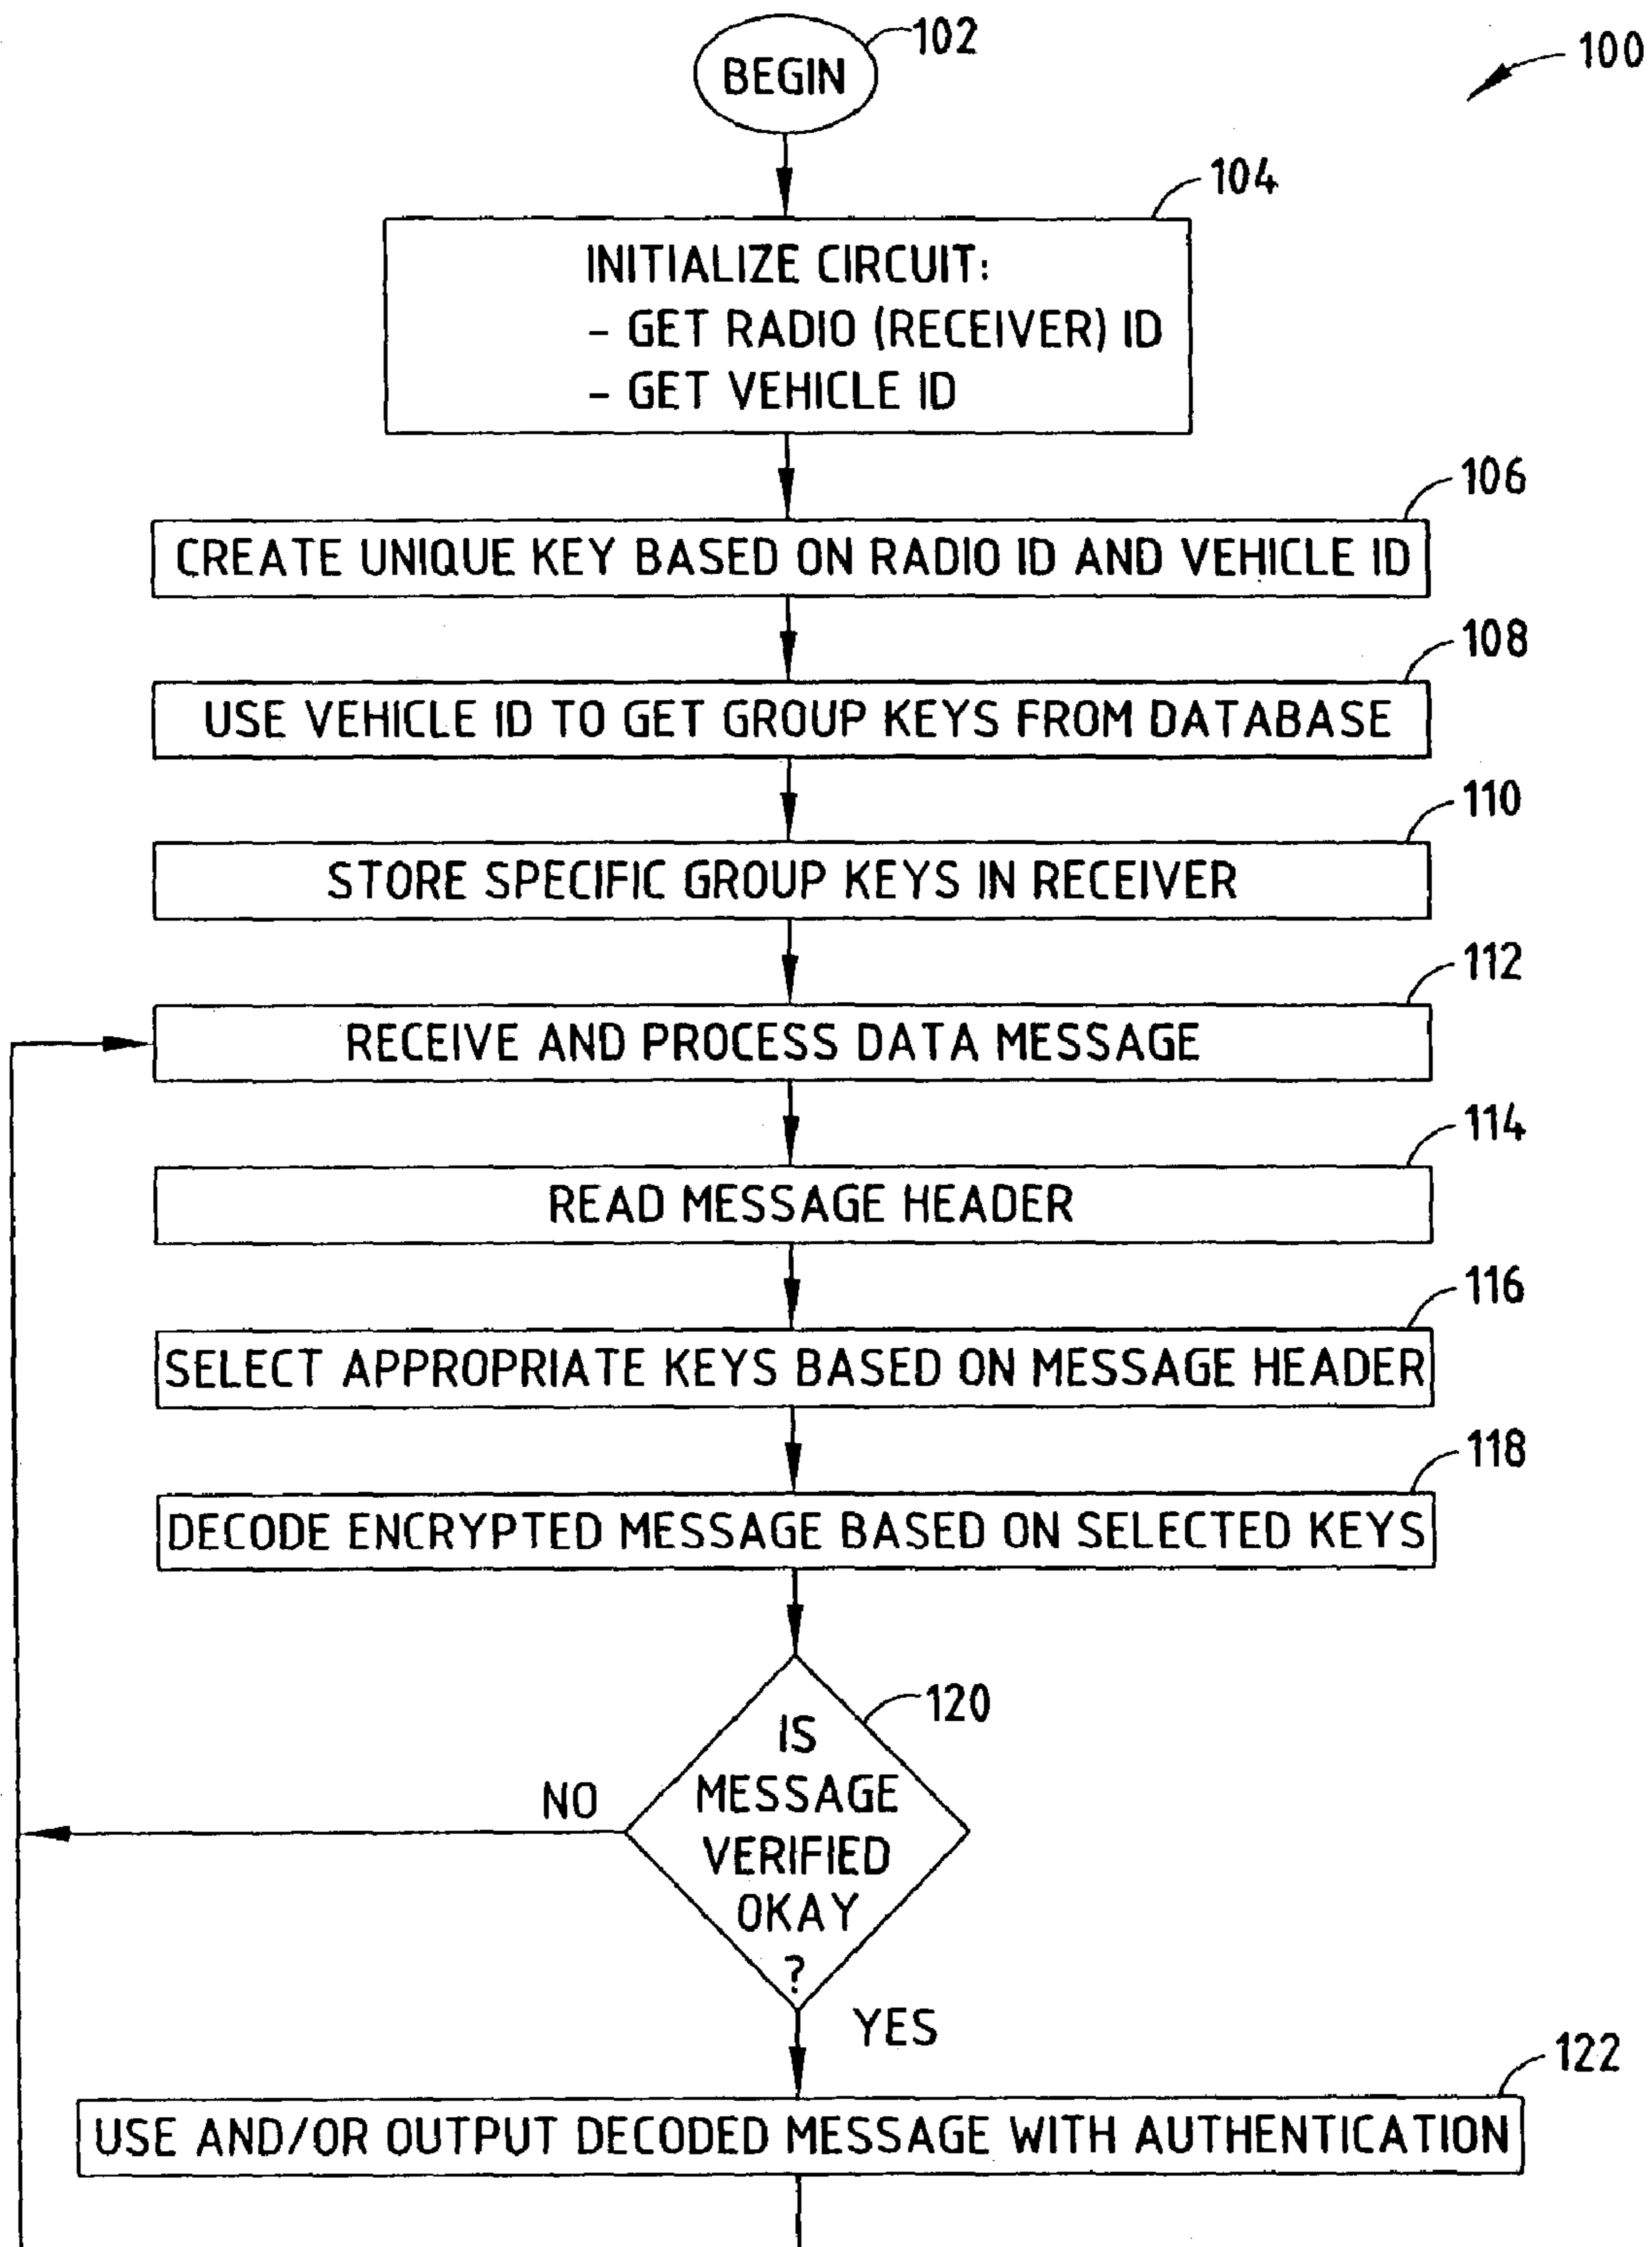 BEGIN
102
100
104
INITIALIZE CIRCUIT:
- GET RADIO (RECEIVER) ID
- GET VEHICLE ID
106
CREATE UNIQUE KEY BASED ON RADIO ID AND VEHICLE ID
108
USE VEHICLE ID TO GET GROUP KEYS FROM DATABASE
110
STORE SPECIFIC GROUP KEYS IN RECEIVER
112
RECEIVE AND PROCESS DATA MESSAGE
114
READ MESSAGE HEADER
116
SELECT APPROPRIATE KEYS BASED ON MESSAGE HEADER
118
DECODE ENCRYPTED MESSAGE BASED ON SELECTED KEYS
120
IS
MESSAGE
VERIFIED
OKAY
?
NO
YES
122
USE AND/OR OUTPUT DECODED MESSAGE WITH AUTHENTICATION